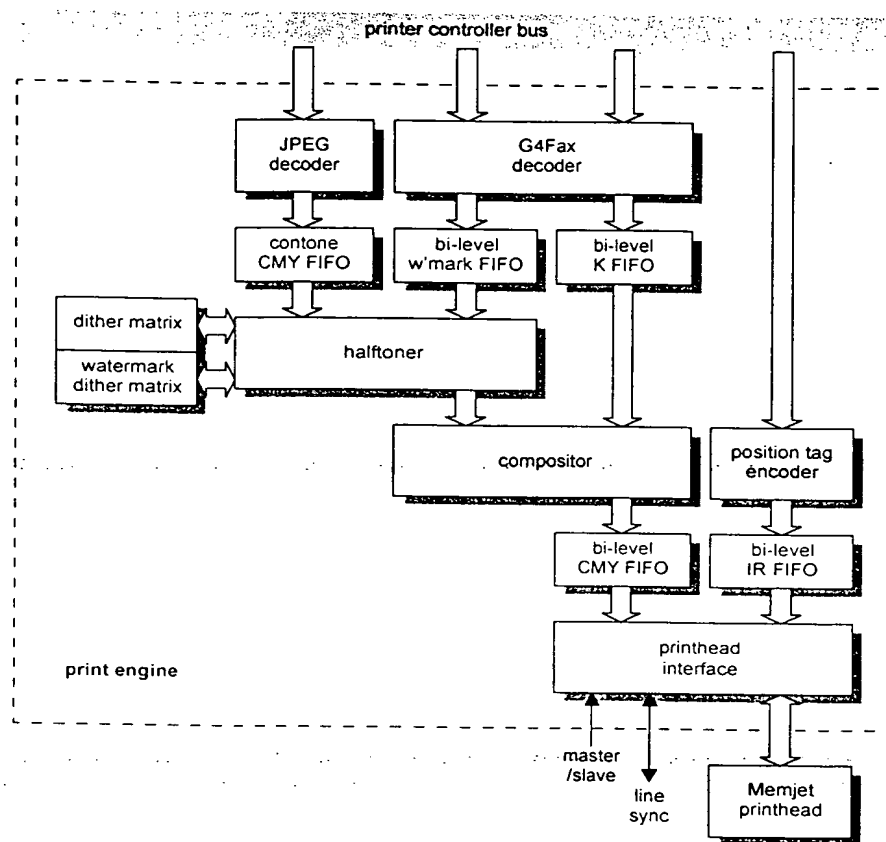 printer controller bus
JPEG
decoder
G4Fax
decoder
contone
CMY FIFO
bi-level
w'mark FIFO
bi-level
K FIFO
dither matrix
watermark
dither matrix
halftoner
compositor
position tag
encoder
bi-level
CMY FIFO
bi-level
IR FIFO
printhead
interface
print engine
master
/slave
line
sync
Memjet
printhead